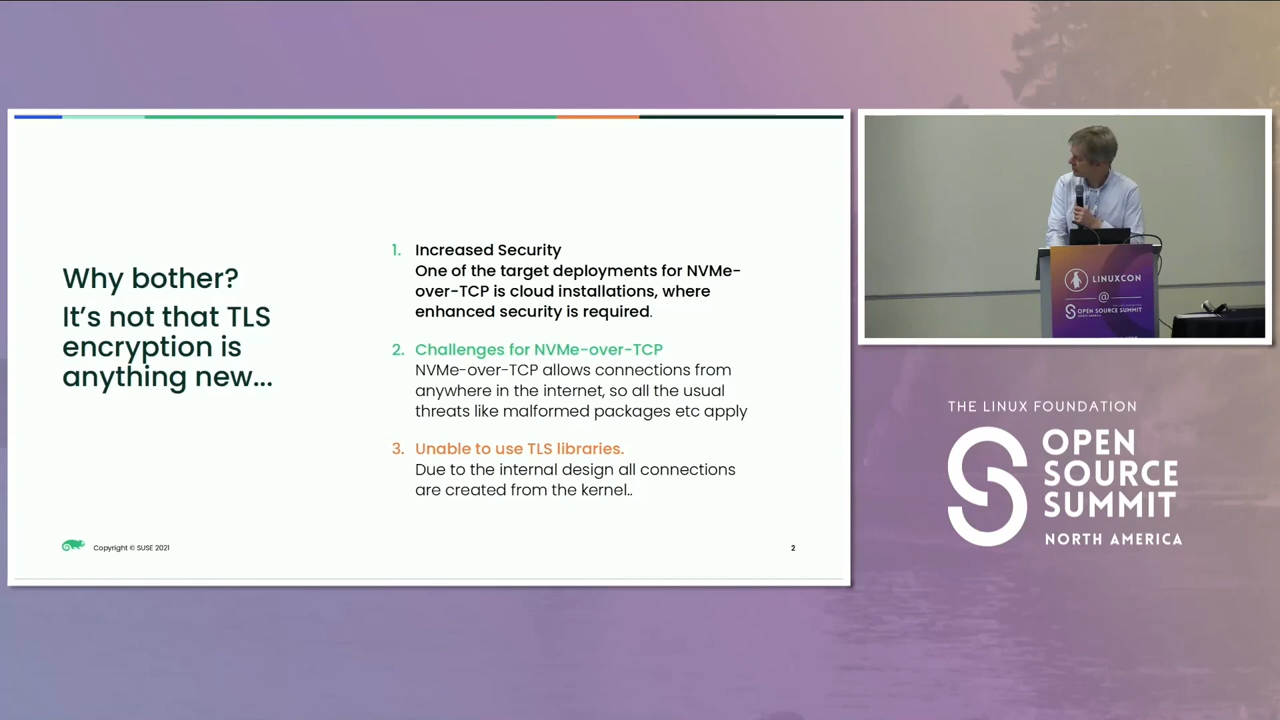 Why bother?
It's not that TLS
encryption is
anything new...
1. Increased Security
One of the target deployments for NVMe-
over-TCP is cloud installations, where
enhanced security is required.
2. Challenges for NVMe-over-TCP
NVMe-over-TCP allows connections from
anywhere in the internet, so all the usual
threats like malformed packages etc apply
3. Unable to use TLS libraries.
Due to the internal design all connections
are created from the kernel..
Copyright © SUSE 2021
2
LINUXCON
@
OPEN SOURCE SUMMIT
THE LINUX FOUNDATION
OPEN
SOURCE
SUMMIT
NORTH AMERICA